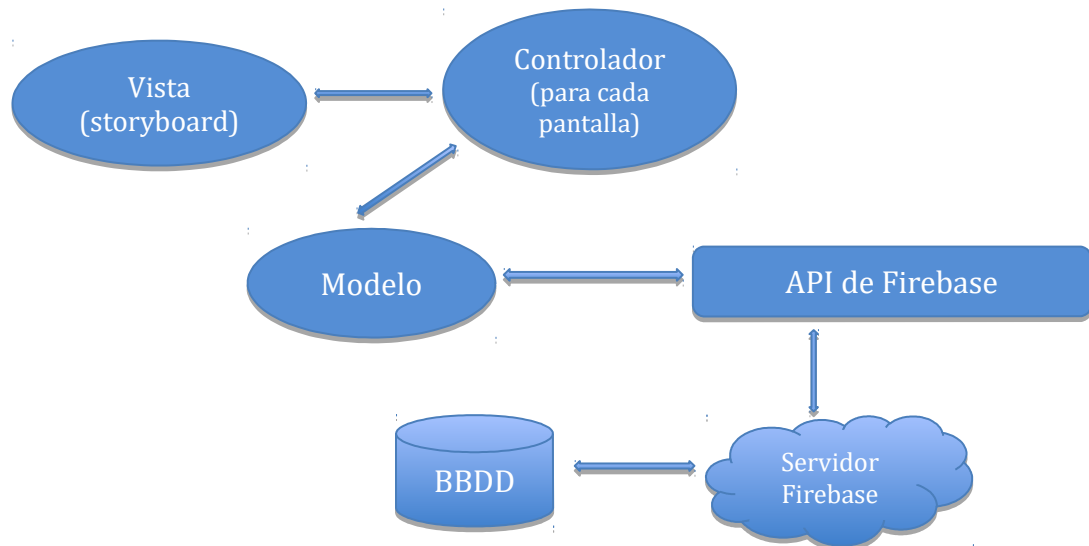 Vista
(storyboard)
Controlador
(para cada
pantalla)
Modelo
API de Firebase
BBDD
Servidor
Firebase